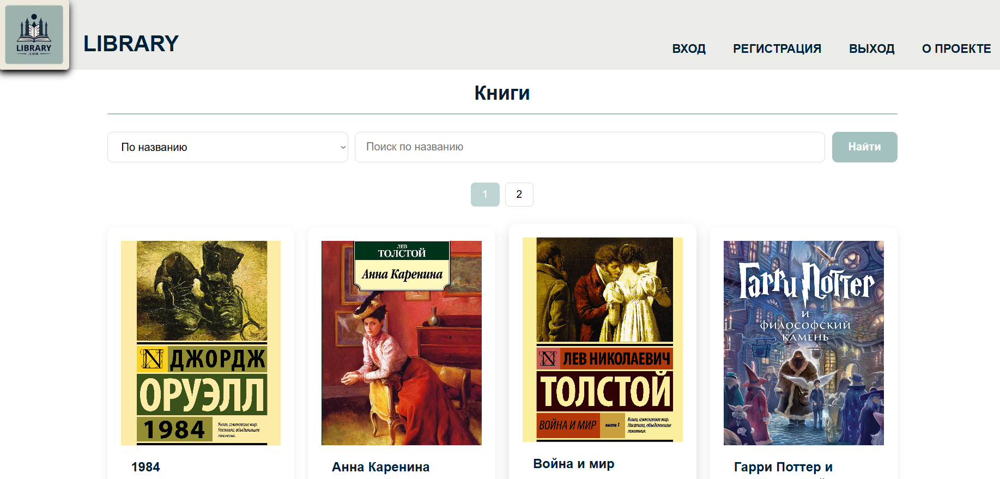 LIBRARY
.COM
LIBRARY
ВХОД
РЕГИСТРАЦИЯ
ВЫХОД
О ПРОЕКТЕ
Книги
По названию
Поиск по названию
Найти
1
2
N ДЖОРДЖ
ОРУЭЛЛ
1984
Книги, изменившие мир.
Писатели, объединившие
поколения.
1984
ЛЕВ
ТОЛСТОЙ
Анна Каренина
Анна Каренина
N ЛЕВ НИКОЛАЕВИЧ
ТОЛСТОЙ
ВОЙНА И МИР
книга 1
Книги, изменившие мир.
Писатели, объединившие
поколения.
Война и мир
Гарри Поттер
и
философский
камень
Гарри Поттер и